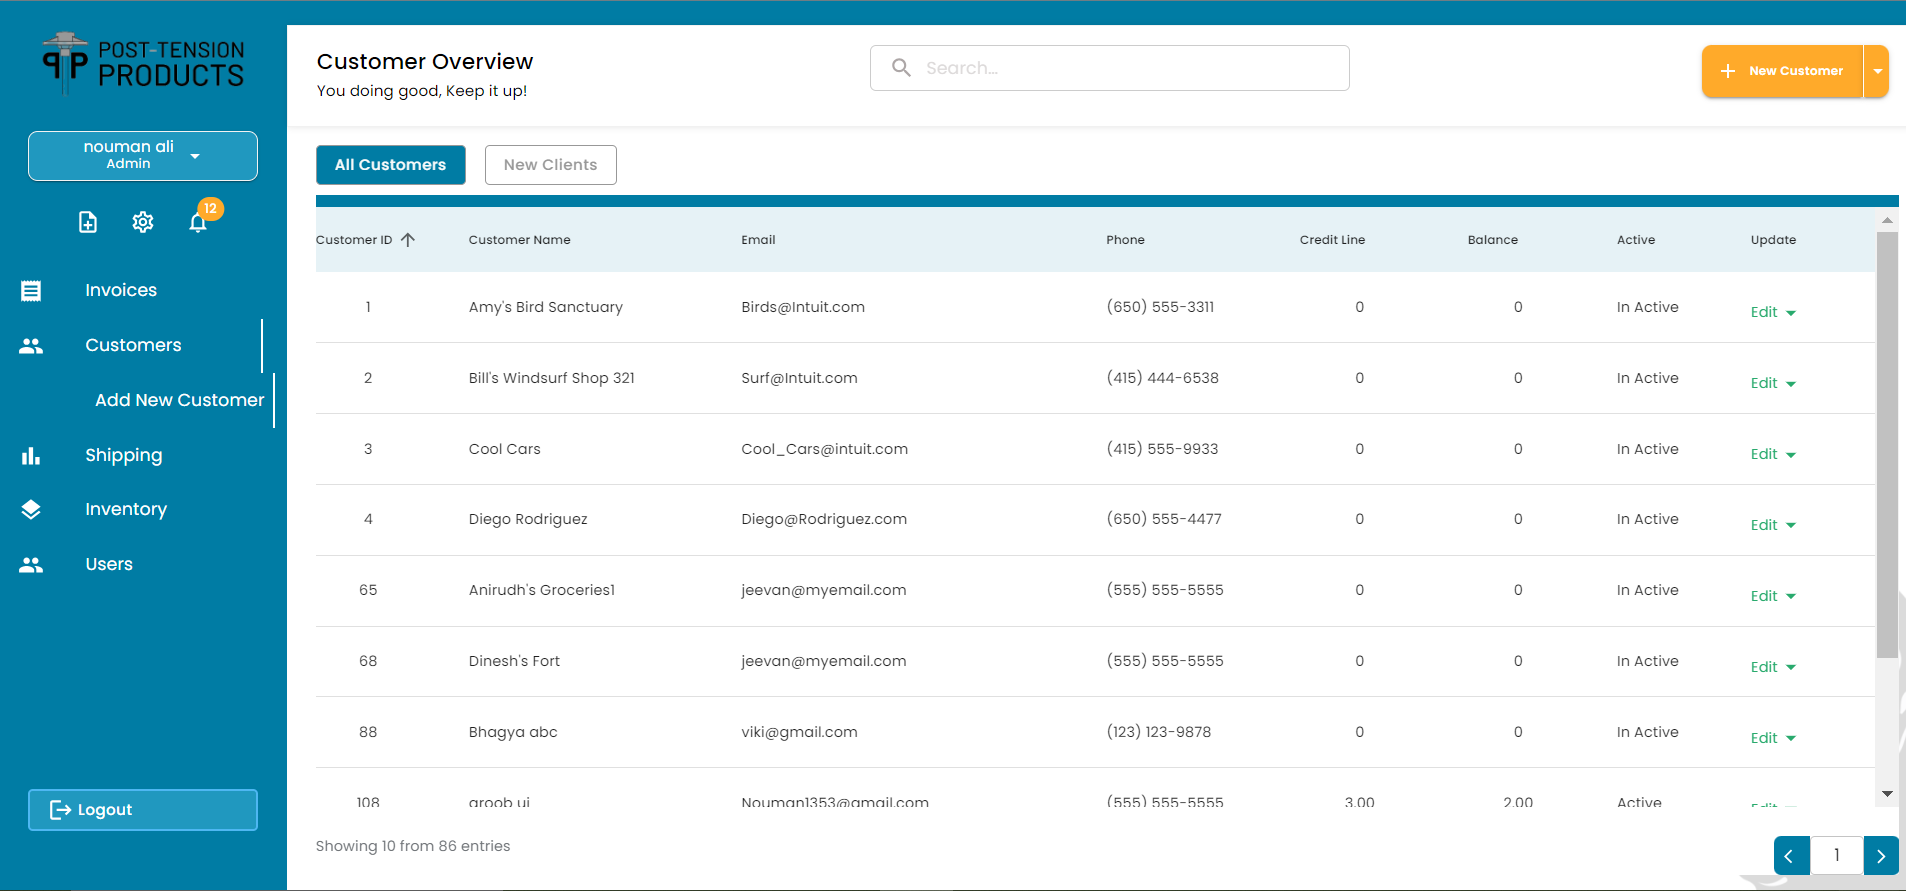 POST-TENSION
PRODUCTS
nouman ali
Admin
12
Invoices
Customers
Add New Customer
Shipping
Inventory
Users
Logout
Customer Overview
You doing good, Keep it up!
Search...
New Customer
All Customers
New Clients
Customer ID Customer Name Email Phone Credit Line Balance Active Update
1 Amy's Bird Sanctuary Birds@Intuit.com (650) 555-3311 0 0 In Active Edit
2 Bill's Windsurf Shop 321 Surf@Intuit.com (415) 444-6538 0 0 In Active Edit
3 Cool Cars Cool_Cars@intuit.com (415) 555-9933 0 0 In Active Edit
4 Diego Rodriguez Diego@Rodriguez.com (650) 555-4477 0 0 In Active Edit
65 Anirudh's Groceries1 jeevan@myemail.com (555) 555-5555 0 0 In Active Edit
68 Dinesh's Fort jeevan@myemail.com (555) 555-5555 0 0 In Active Edit
88 Bhagya abc viki@gmail.com (123) 123-9878 0 0 In Active Edit
108 Nouman1353@gmail.com (555) 555-5555 3.00 2.00 Active Edit
Showing 10 from 86 entries
1